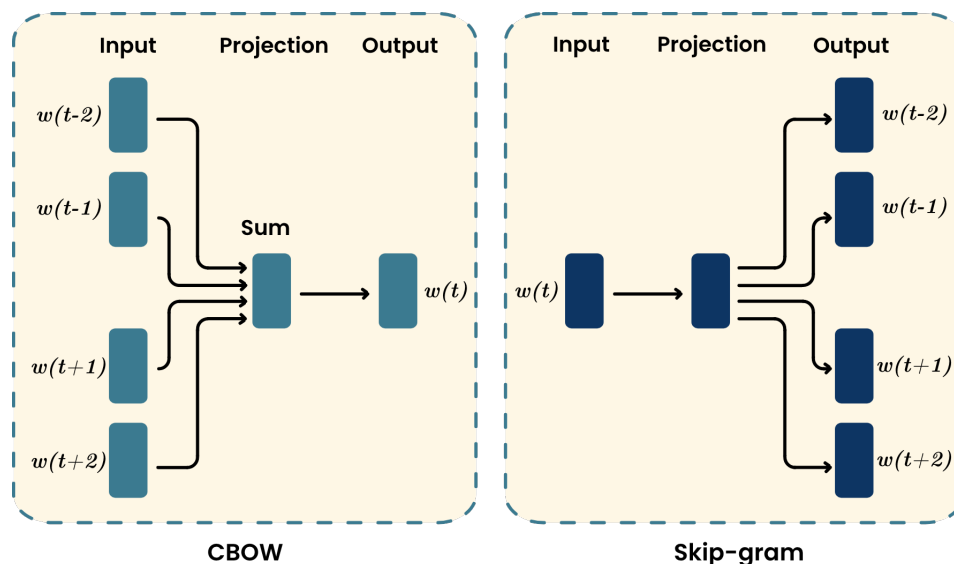 Input Projection Output
w(t-2)
w(t-1)
Sum
w(t)
w(t+1)
w(t+2)
CBOW
Input Projection Output
w(t-2)
w(t-1)
w(t)
w(t+1)
w(t+2)
Skip-gram